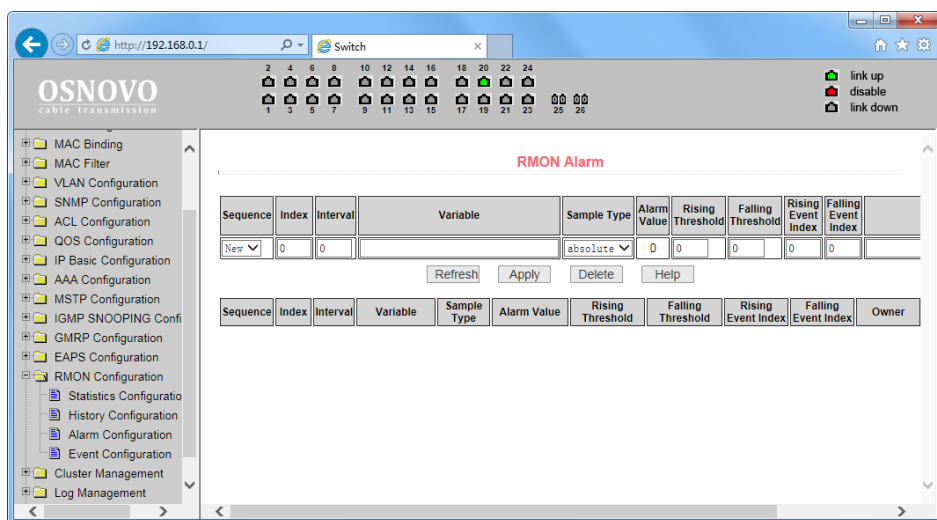 http://192.168.0.1/
Switch
OSNOVO
cable transmission
2 4 6 8 10 12 14 16 18 20 22 24
1 3 5 7 9 11 13 15 17 19 21 23 25 26
link up
disable
link down
MAC Binding
MAC Filter
VLAN Configuration
SNMP Configuration
ACL Configuration
QOS Configuration
IP Basic Configuration
AAA Configuration
MSTP Configuration
IGMP SNOOPING Confi
GMRP Configuration
EAPS Configuration
RMON Configuration
Statistics Configuratio
History Configuration
Alarm Configuration
Event Configuration
Cluster Management
Log Management
RMON Alarm
Sequence Index Interval Variable Sample Type Alarm Value Rising Threshold Falling Threshold Rising Event Index Falling Event Index
New 0 0 absolute 0 0 0 0 0
Refresh Apply Delete Help
Sequence Index Interval Variable Sample Type Alarm Value Rising Threshold Falling Threshold Rising Event Index Falling Event Index Owner